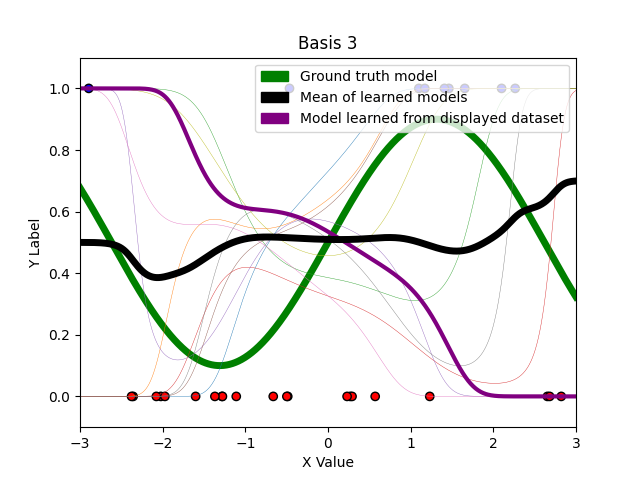 Basis 3
Ground truth model
Mean of learned models
Model learned from displayed dataset
Y Label
1.0
0.8
0.6
0.4
0.2
0.0
−3
−2
−1
0
1
2
3
X Value